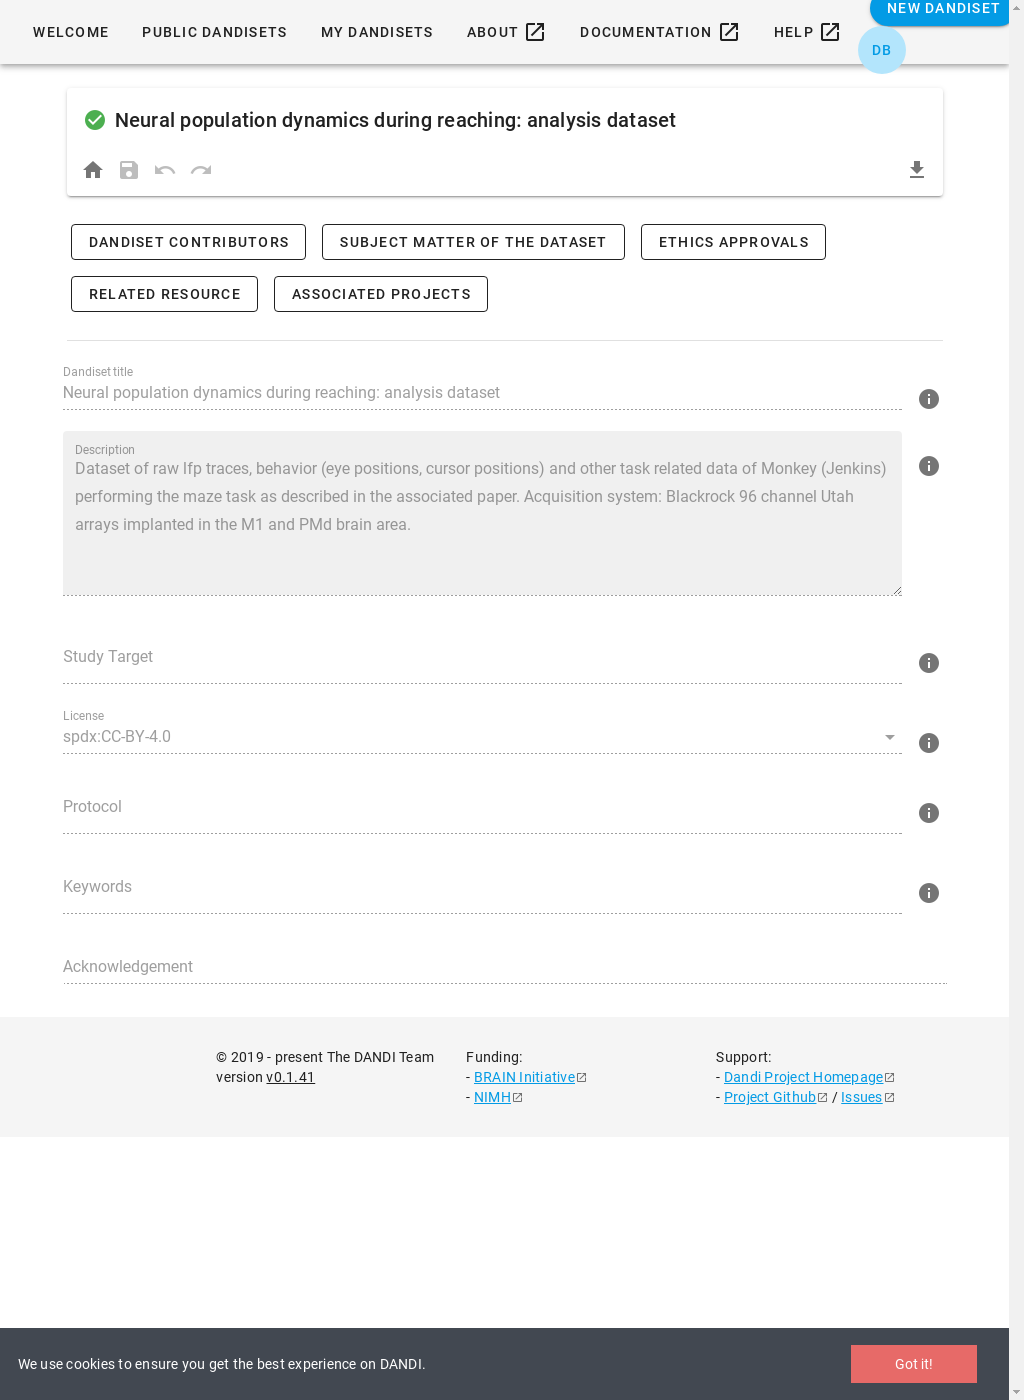 WELCOME PUBLIC DANDISETS MY DANDISETS ABOUT DOCUMENTATION HELP NEW DANDISET
DB
Neural population dynamics during reaching: analysis dataset
DANDISET CONTRIBUTORS SUBJECT MATTER OF THE DATASET ETHICS APPROVALS
RELATED RESOURCE ASSOCIATED PROJECTS
Dandiset title
Neural population dynamics during reaching: analysis dataset
Description
Dataset of raw lfp traces, behavior (eye positions, cursor positions) and other task related data of Monkey (Jenkins)
performing the maze task as described in the associated paper. Acquisition system: Blackrock 96 channel Utah
arrays implanted in the M1 and PMd brain area.
Study Target
License
spdx:CC-BY-4.0
Protocol
Keywords
Acknowledgement
© 2019 - present The DANDI Team
version v0.1.41
Funding:
- BRAIN Initiative
- NIMH
Support:
- Dandi Project Homepage
- Project Github / Issues
We use cookies to ensure you get the best experience on DANDI.
Got it!